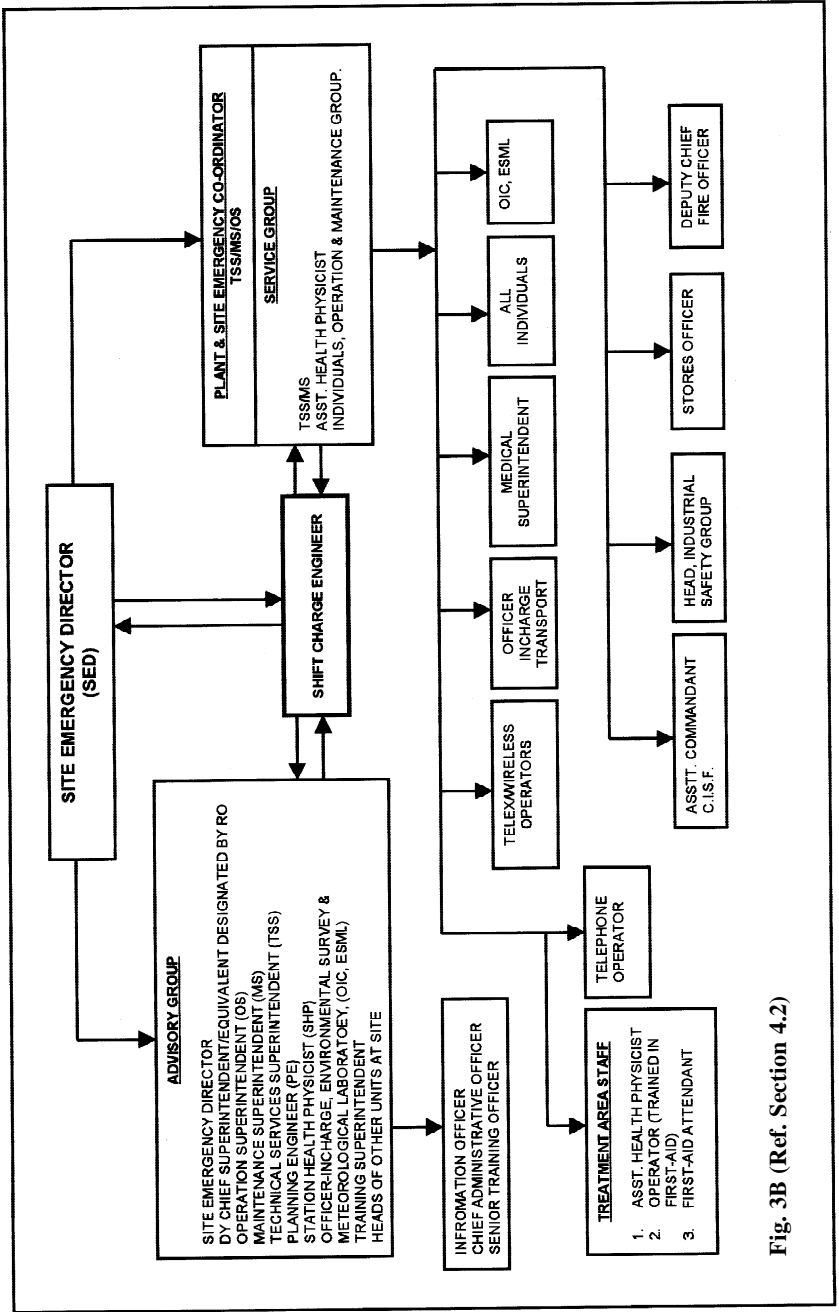 SITE EMERGENCY DIRECTOR
(SED)
ADVISORY GROUP
SITE EMERGENCY DIRECTOR
DY CHIEF SUPERINTENDENT/EQUIVALENT DESIGNATED BY RO
OPERATION SUPERINTENDENT (OS)
MAINTENANCE SUPERINTENDENT (MS)
TECHNICAL SERVICES SUPERINTENDENT (TSS)
PLANNING ENGINEER (PE)
STATION HEALTH PHYSICIST (SHP)
OFFICER-INCHARGE, ENVIRONMENTAL SURVEY &
METEOROLOGICAL LABORATOEY, (OIC, ESML)
TRAINING SUPERINTENDENT
HEADS OF OTHER UNITS AT SITE
SHIFT CHARGE ENGINEER
PLANT & SITE EMERGENCY CO-ORDINATOR
TSS/MS/OS
SERVICE GROUP
TSS/MS
ASST. HEALTH PHYSICIST
INDIVIDUALS, OPERATION & MAINTENANCE GROUP.
INFROMATION OFFICER
CHIEF ADMINISTRATIVE OFFICER
SENIOR TRAINING OFFICER
TELEX/WIRELESS
OPERATORS
OFFICER
INCHARGE
TRANSPORT
MEDICAL
SUPERINTENDENT
ALL
INDIVIDUALS
OIC, ESML
TREATMENT AREA STAFF
1. ASST. HEALTH PHYSICIST
2. OPERATOR (TRAINED IN
FIRST-AID)
3. FIRST-AID ATTENDANT
TELEPHONE
OPERATOR
ASSTT. COMMANDANT
C.I.S.F.
HEAD, INDUSTRIAL
SAFETY GROUP
STORES OFFICER
DEPUTY CHIEF
FIRE OFFICER
Fig. 3B (Ref. Section 4.2)